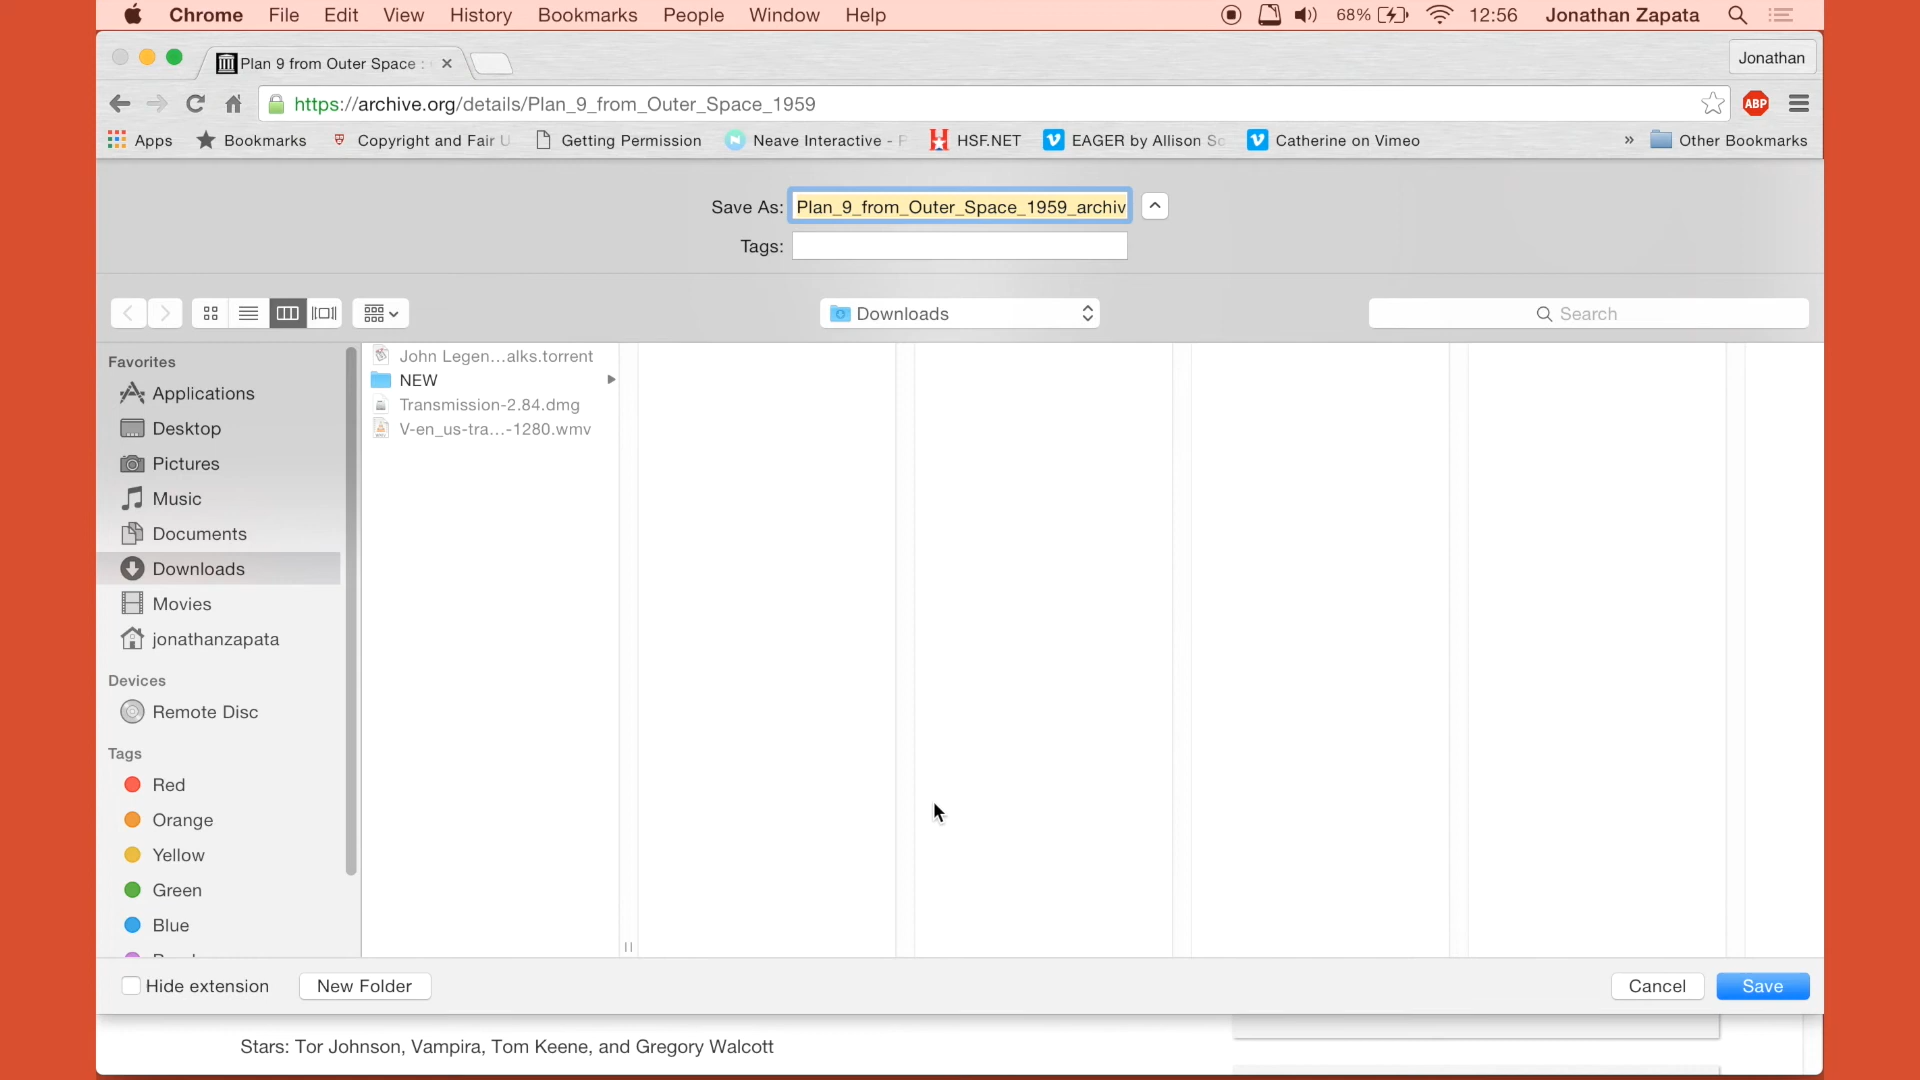 Chrome File Edit View History Bookmarks People Window Help 68% 12:56 Jonathan Zapata
Plan 9 from Outer Space : Jonathan
https://archive.org/details/Plan_9_from_Outer_Space_1959 ABP
Apps Bookmarks Copyright and Fair U Getting Permission Neave Interactive - HSF.NET EAGER by Allison Sc Catherine on Vimeo » Other Bookmarks
Save As: Plan_9_from_Outer_Space_1959_archiv
Tags:
Downloads Search
Favorites
Applications
Desktop
Pictures
Music
Documents
Downloads
Movies
jonathanzapata
Devices
Remote Disc
Tags
Red
Orange
Yellow
Green
Blue
John Legen...alks.torrent
NEW
Transmission-2.84.dmg
V-en_us-tra...-1280.wmv
Hide extension New Folder Cancel Save
Stars: Tor Johnson, Vampira, Tom Keene, and Gregory Walcott